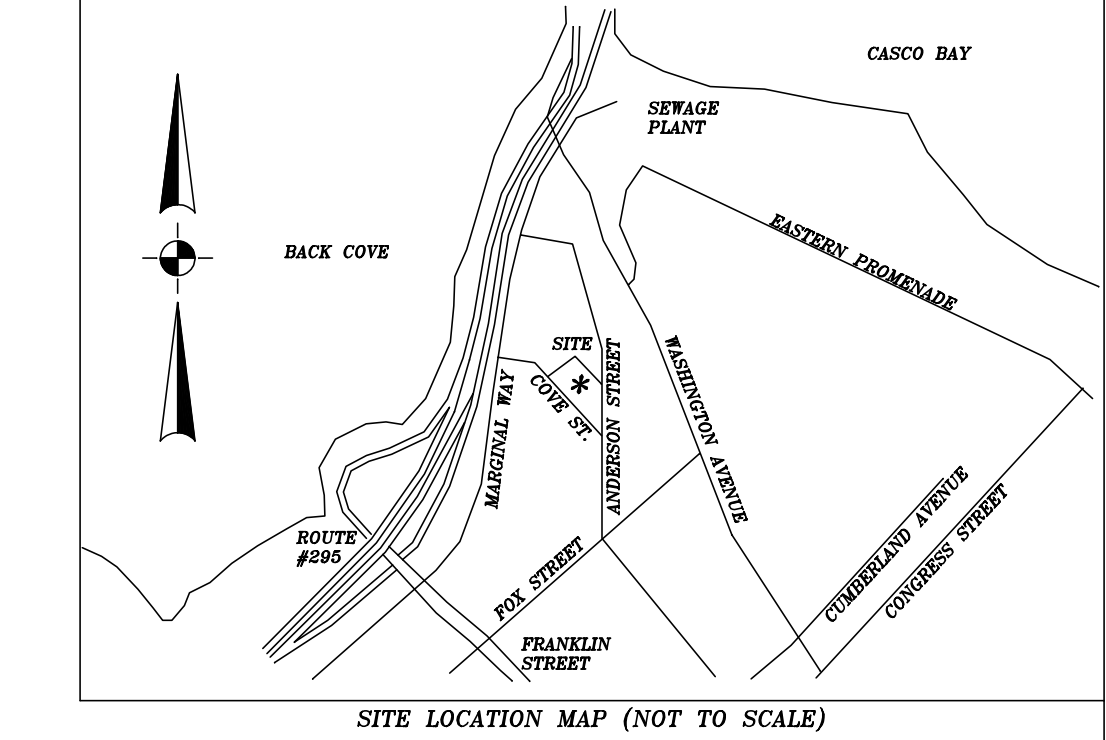 CASCO BAY
SEWAGE
PLANT
EASTERN PROMENADE
BACK COVE
SITE
*
COVE ST.
MARGINAL WAY
ANDERSON STREET
WASHINGTON AVENUE
ROUTE
#295
FOX STREET
CUMBERLAND AVENUE
CONGRESS STREET
FRANKLIN
STREET
SITE LOCATION MAP (NOT TO SCALE)